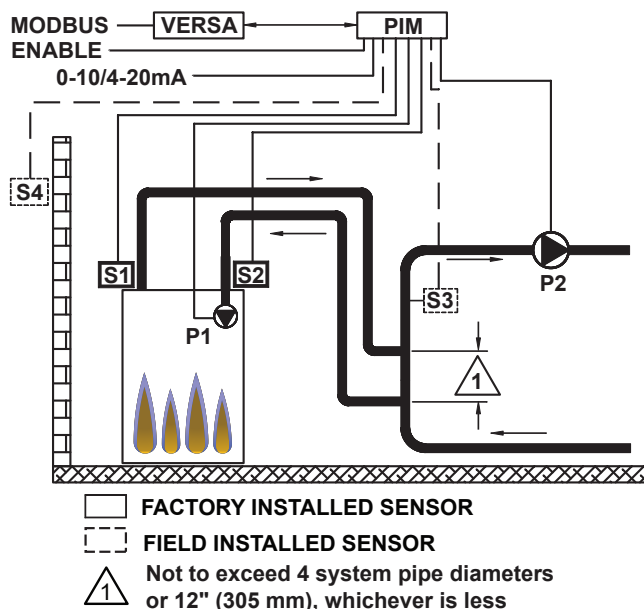 MODBUS VERSA PIM
ENABLE
0-10/4-20mA
S4
S1 S2
S3
P2
P1
1
FACTORY INSTALLED SENSOR
FIELD INSTALLED SENSOR
1 Not to exceed 4 system pipe diameters
or 12" (305 mm), whichever is less